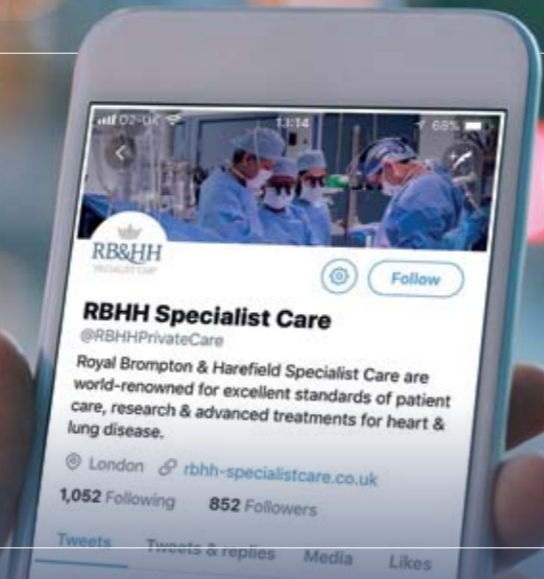 O2-UK 13:14 68%
RB&HH
SPECIALIST CARE
Follow
RBHH Specialist Care
@RBHHPrivateCare
Royal Brompton & Harefield Specialist Care are
world-renowned for excellent standards of patient
care, research & advanced treatments for heart &
lung disease.
London rbhh-specialistcare.co.uk
1,052 Following 852 Followers
Tweets Tweets & replies Media Likes